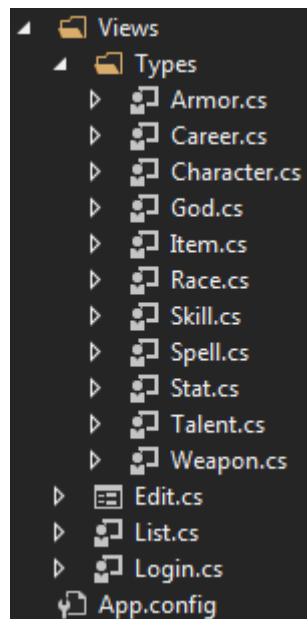 Views
Types
Armor.cs
Career.cs
Character.cs
God.cs
Item.cs
Race.cs
Skill.cs
Spell.cs
Stat.cs
Talent.cs
Weapon.cs
Edit.cs
List.cs
Login.cs
App.config